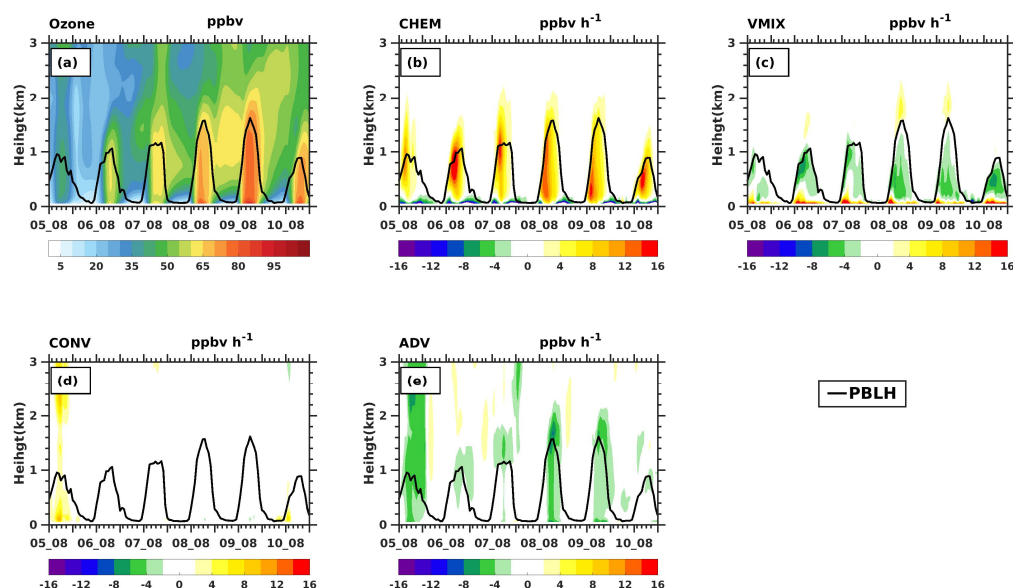 Ozone ppbv
(a)
Heihgt(km)
3
2
1
0
05_08 06_08 07_08 08_08 09_08 10_08
5 20 35 50 65 80 95
CHEM ppbv h-1
(b)
Heihgt(km)
3
2
1
0
05_08 06_08 07_08 08_08 09_08 10_08
-16 -12 -8 -4 0 4 8 12 16
VMIX ppbv h-1
(c)
Heihgt(km)
3
2
1
0
05_08 06_08 07_08 08_08 09_08 10_08
-16 -12 -8 -4 0 4 8 12 16
CONV ppbv h-1
(d)
Heihgt(km)
3
2
1
0
05_08 06_08 07_08 08_08 09_08 10_08
-16 -12 -8 -4 0 4 8 12 16
ADV ppbv h-1
(e)
Heihgt(km)
3
2
1
0
05_08 06_08 07_08 08_08 09_08 10_08
-16 -12 -8 -4 0 4 8 12 16
PBLH